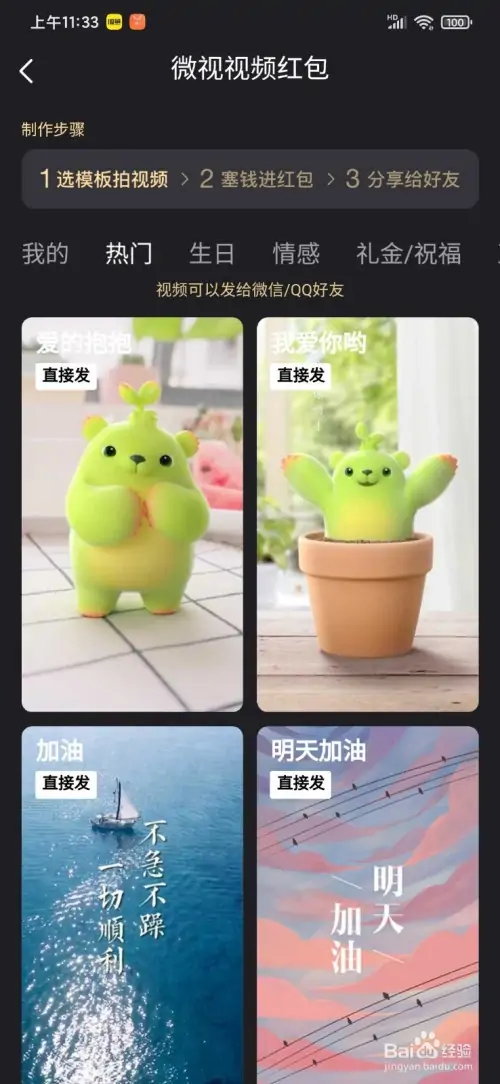 上午11:33
HD
100
微视视频红包
制作步骤
1 选模板拍视频 > 2 塞钱进红包 > 3 分享给好友
我的 热门 生日 情感 礼金/祝福
视频可以发给微信/QQ好友
爱的抱抱
直接发
我爱你哟
直接发
加油
直接发
不急不躁
一切顺利
明天加油
直接发
明天
加油
Baidu经验
jingyan.baidu.com